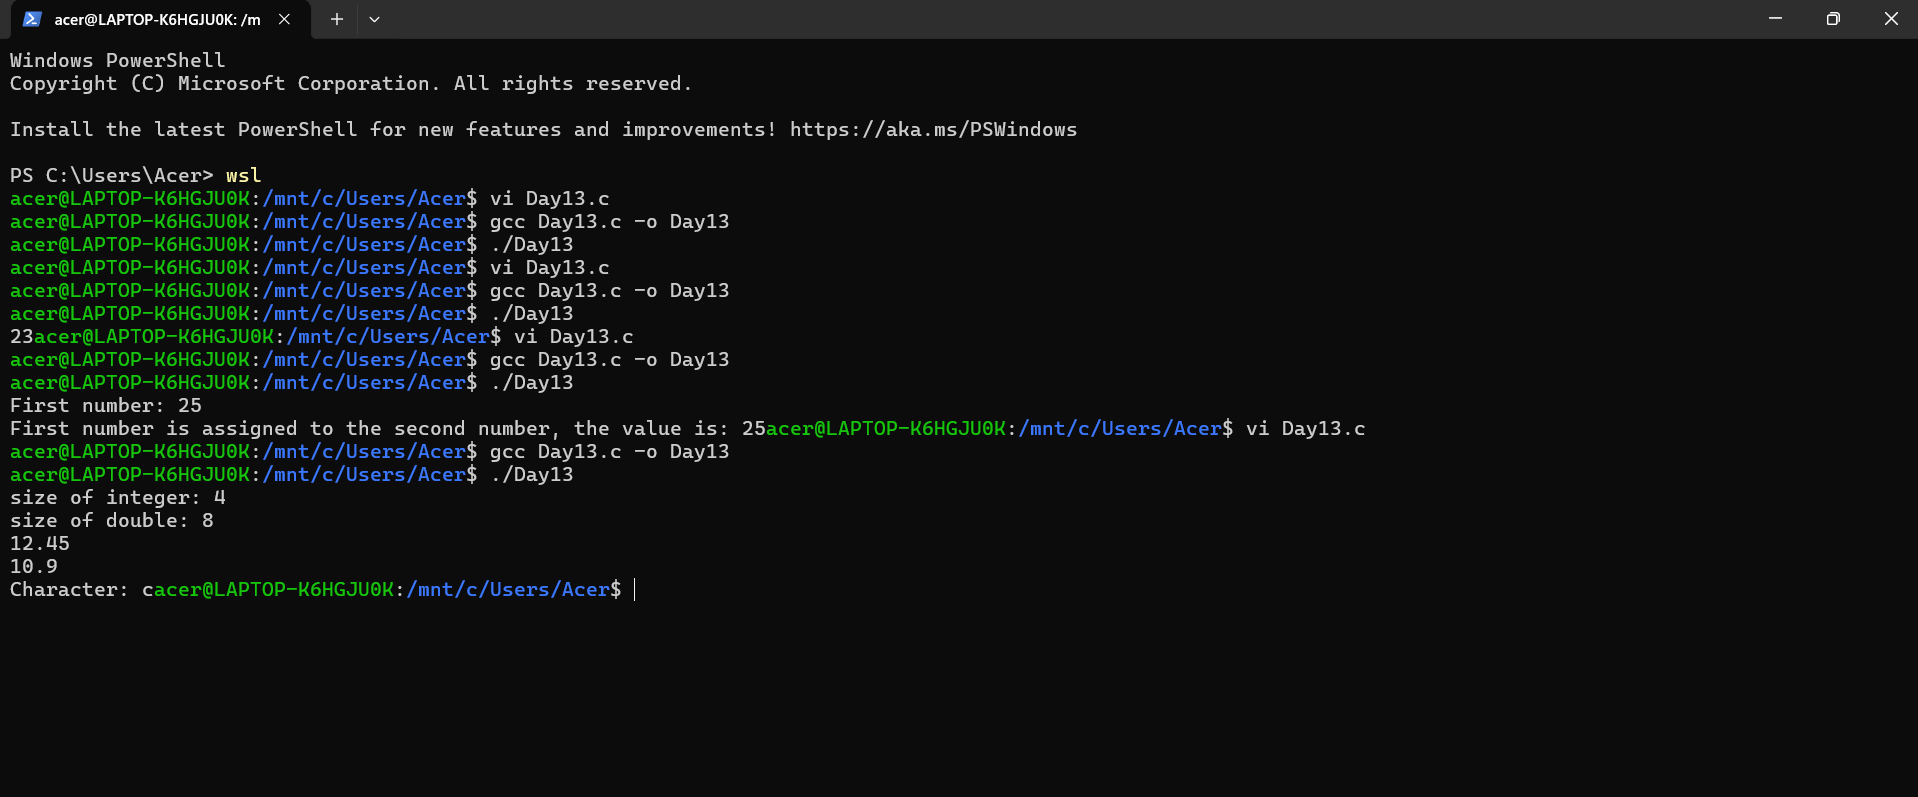 acer@LAPTOP-K6HGJU0K: /m
Windows PowerShell
Copyright (C) Microsoft Corporation. All rights reserved.
Install the latest PowerShell for new features and improvements! https://aka.ms/PSWindows
PS C:\Users\Acer> wsl
acer@LAPTOP-K6HGJU0K:/mnt/c/Users/Acer$ vi Day13.c
acer@LAPTOP-K6HGJU0K:/mnt/c/Users/Acer$ gcc Day13.c -o Day13
acer@LAPTOP-K6HGJU0K:/mnt/c/Users/Acer$ ./Day13
acer@LAPTOP-K6HGJU0K:/mnt/c/Users/Acer$ vi Day13.c
acer@LAPTOP-K6HGJU0K:/mnt/c/Users/Acer$ gcc Day13.c -o Day13
acer@LAPTOP-K6HGJU0K:/mnt/c/Users/Acer$ ./Day13
23acer@LAPTOP-K6HGJU0K:/mnt/c/Users/Acer$ vi Day13.c
acer@LAPTOP-K6HGJU0K:/mnt/c/Users/Acer$ gcc Day13.c -o Day13
acer@LAPTOP-K6HGJU0K:/mnt/c/Users/Acer$ ./Day13
First number: 25
First number is assigned to the second number, the value is: 25acer@LAPTOP-K6HGJU0K:/mnt/c/Users/Acer$ vi Day13.c
acer@LAPTOP-K6HGJU0K:/mnt/c/Users/Acer$ gcc Day13.c -o Day13
acer@LAPTOP-K6HGJU0K:/mnt/c/Users/Acer$ ./Day13
size of integer: 4
size of double: 8
12.45
10.9
Character: cacer@LAPTOP-K6HGJU0K:/mnt/c/Users/Acer$